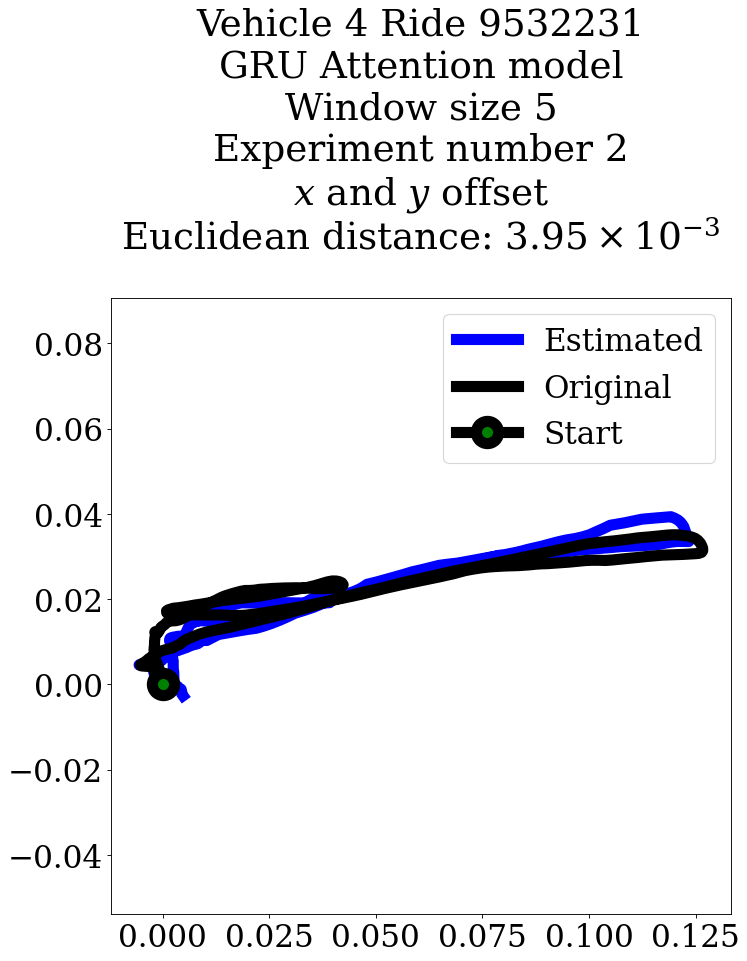 Vehicle 4 Ride 9532231
GRU Attention model
Window size 5
Experiment number 2
x and y offset
Euclidean distance: 3.95 × 10⁻³
Estimated
Original
Start
0.08
0.06
0.04
0.02
0.00
−0.02
−0.04
0.000 0.025 0.050 0.075 0.100 0.125